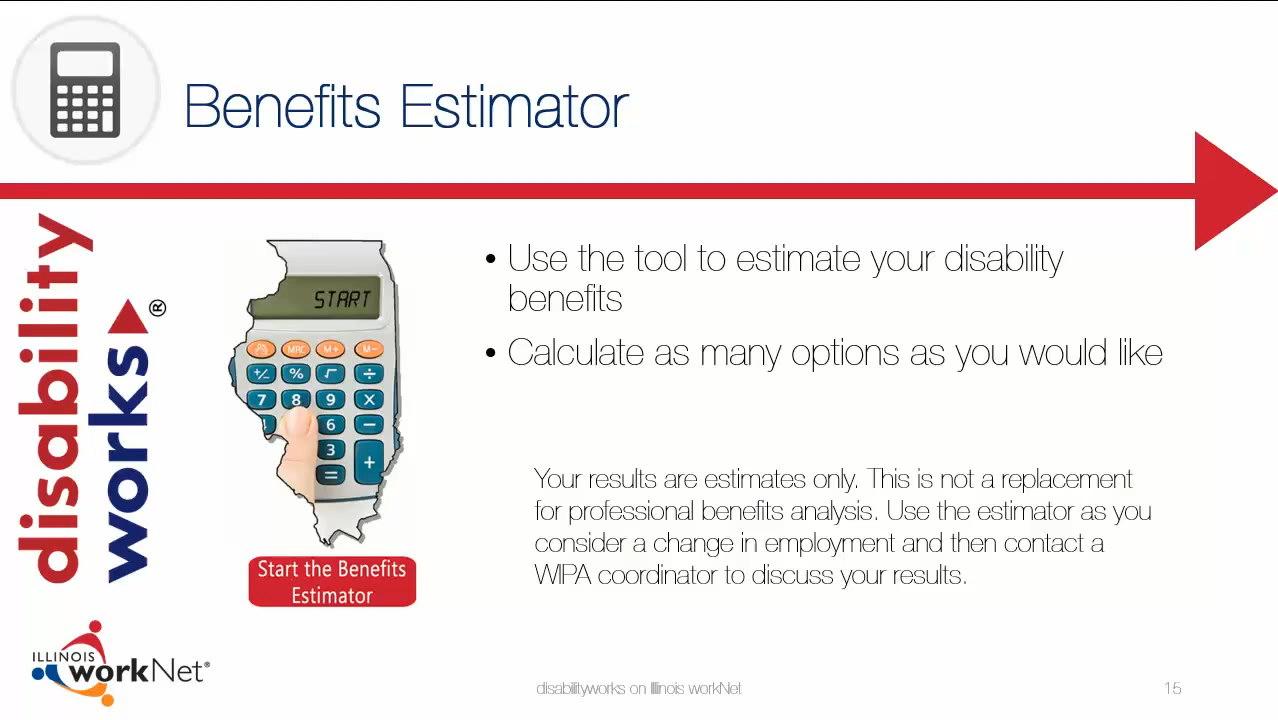 Benefits Estimator
disability
works®
START
MRC M+ M-
+/- % √ ÷
7 8 9 X
6 −
3
= +
Start the Benefits
Estimator
• Use the tool to estimate your disability
benefits
• Calculate as many options as you would like
Your results are estimates only. This is not a replacement
for professional benefits analysis. Use the estimator as you
consider a change in employment and then contact a
WIPA coordinator to discuss your results.
ILLINOIS
workNet®
disabilityworks on Illinois workNet
15